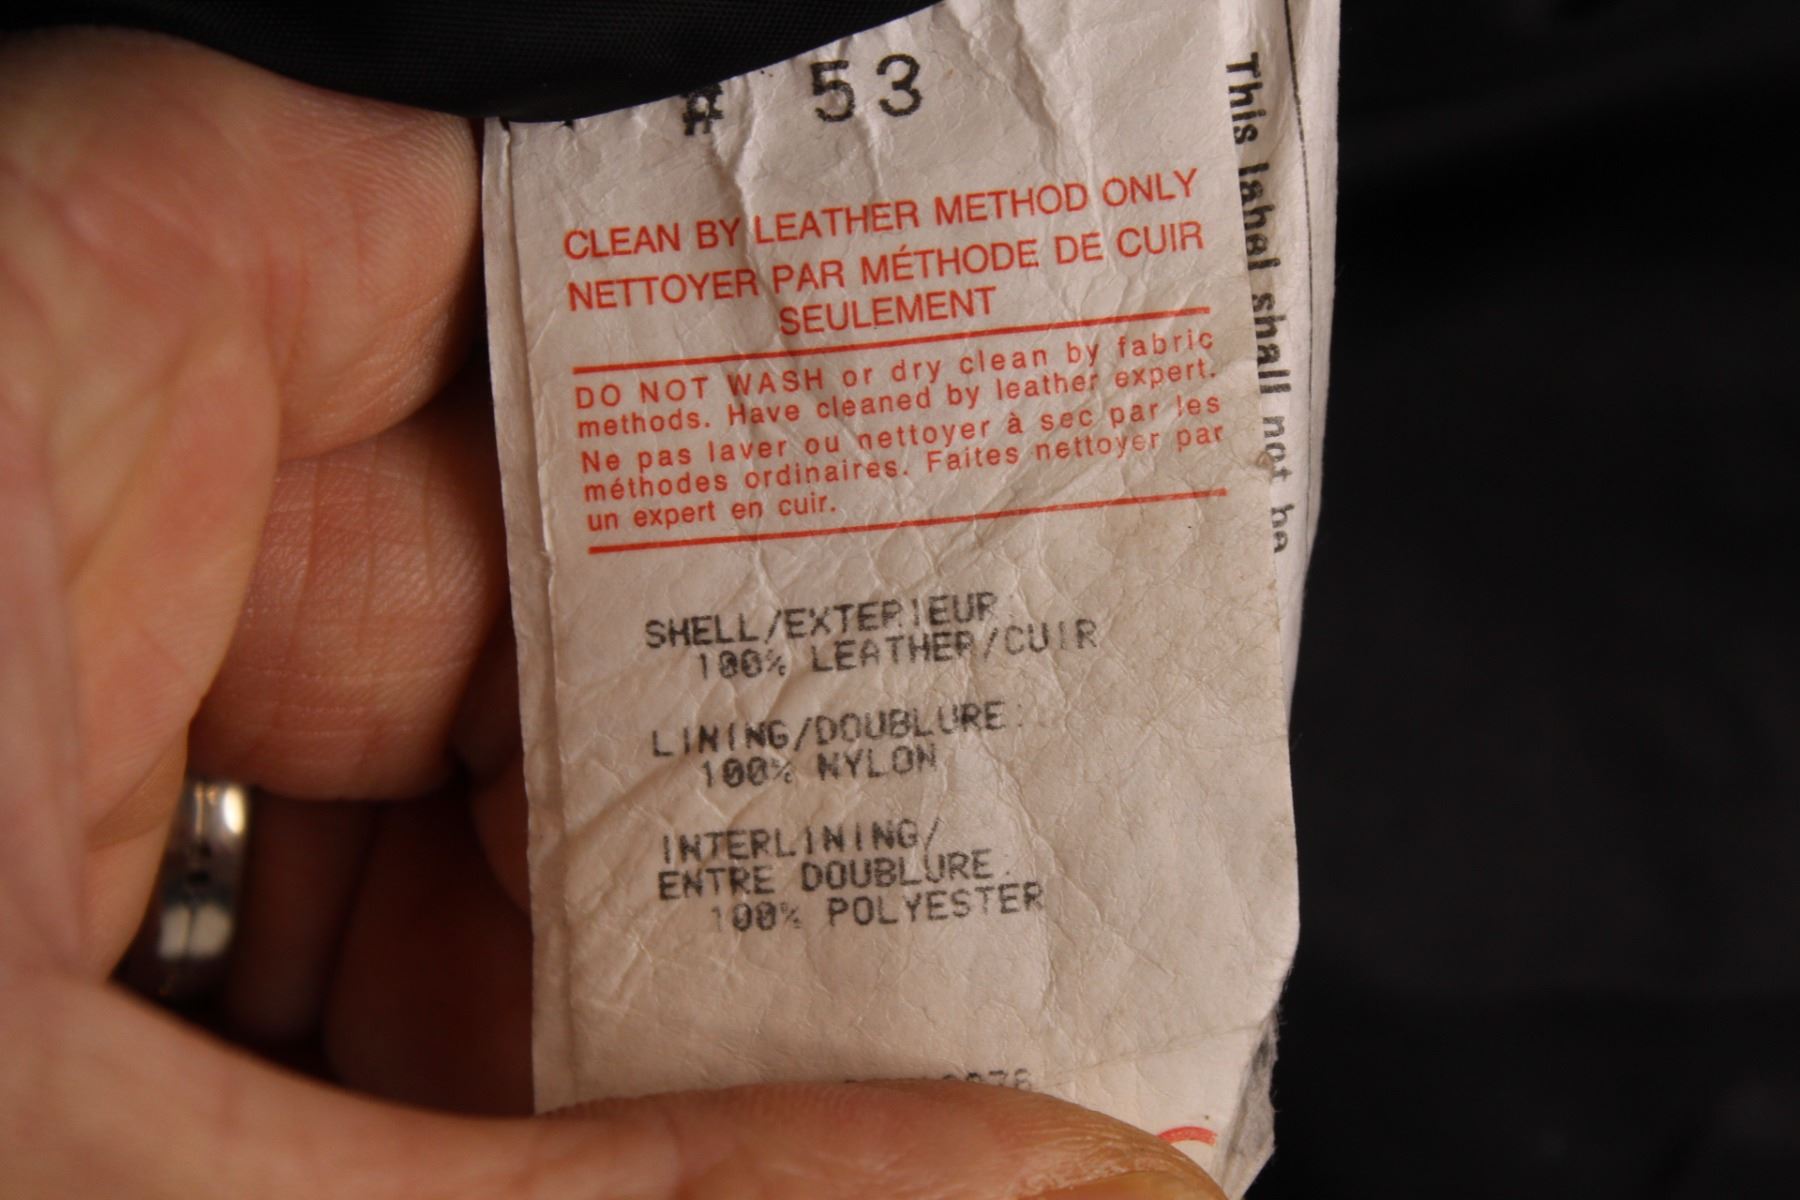 # 53
CLEAN BY LEATHER METHOD ONLY
NETTOYER PAR MÉTHODE DE CUIR
SEULEMENT
DO NOT WASH or dry clean by fabric
methods. Have cleaned by leather expert.
Ne pas laver ou nettoyer à sec par les
méthodes ordinaires. Faites nettoyer par
un expert en cuir.
SHELL/EXTERIEUR
100% LEATHER/CUIR
LINING/DOUBLURE:
100% NYLON
INTERLINING/
ENTRE DOUBLURE:
100% POLYESTER
This label shall not be